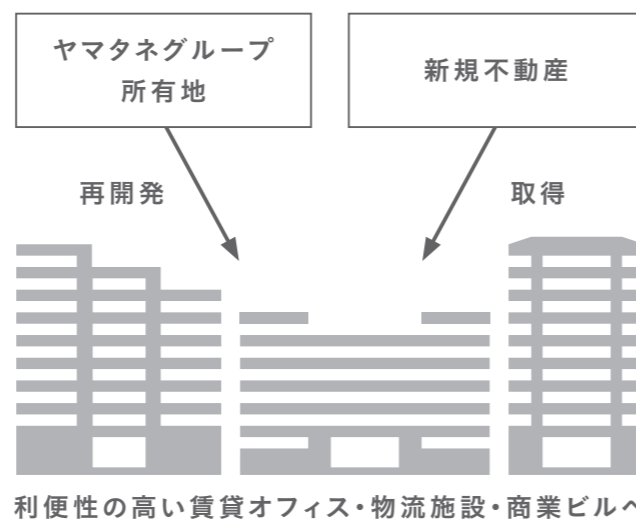 ヤマタネグループ
所有地
新規不動産
再開発
取得
利便性の高い賃貸オフィス・物流施設・商業ビルへ